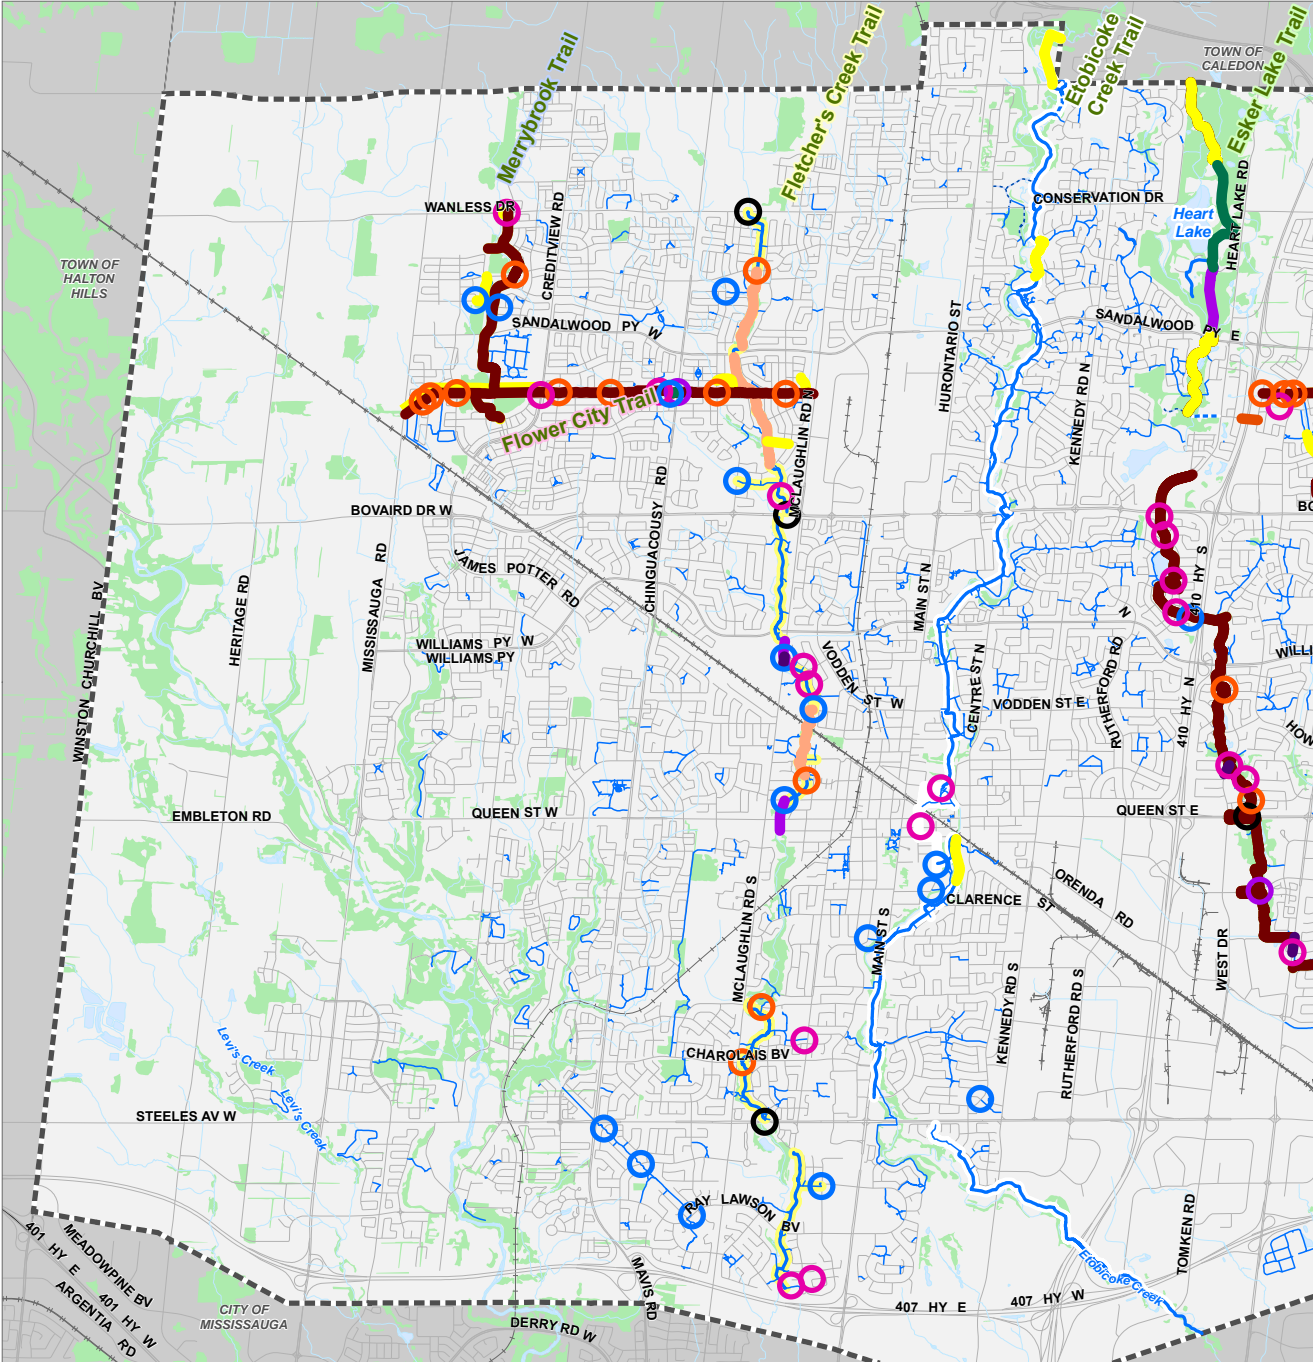 Merrybrook Trail
Fletcher's Creek Trail
Etobicoke
Creek Trail
TOWN OF
CALEDON
Esker Lake Trail
WANLESS DR
CREDITVIEW RD
CONSERVATION DR
Heart
Lake
HEART LAKE RD
TOWN OF
HALTON
HILLS
SANDALWOOD PY W
SANDALWOOD PY E
HURONTARIO ST
KENNEDY RD N
Flower City Trail
MCLAUGHLIN RD N
BOVAIRD DR W
CHINGUACOUSY RD
BO
JAMES POTTER RD
MISSISSAUGA RD
HERITAGE RD
WINSTON CHURCHILL BV
MAIN ST N
410 HY S
WILLIAMS PY W
WILLIAMS PY
VODDEN ST W
CENTRE ST N
VODDEN ST E
RUTHERFORD RD N
410 HY N
WILLI
HOW
EMBLETON RD
QUEEN ST W
QUEEN ST E
MCLAUGHLIN RD S
MAIN ST S
CLARENCE ST
ORENDA RD
WEST DR
KENNEDY RD S
RUTHERFORD RD S
Levi's Creek
Levi's Creek
CHAROLAIS BV
STEELES AV W
RAY LAWSON BV
TOMKEN RD
Etobicoke Creek
MEADOWPINE BV
401 HY E
401 HY W
ARGENTIA RD
CITY OF
MISSISSAUGA
MAVIS RD
DERRY RD W
407 HY E
407 HY W